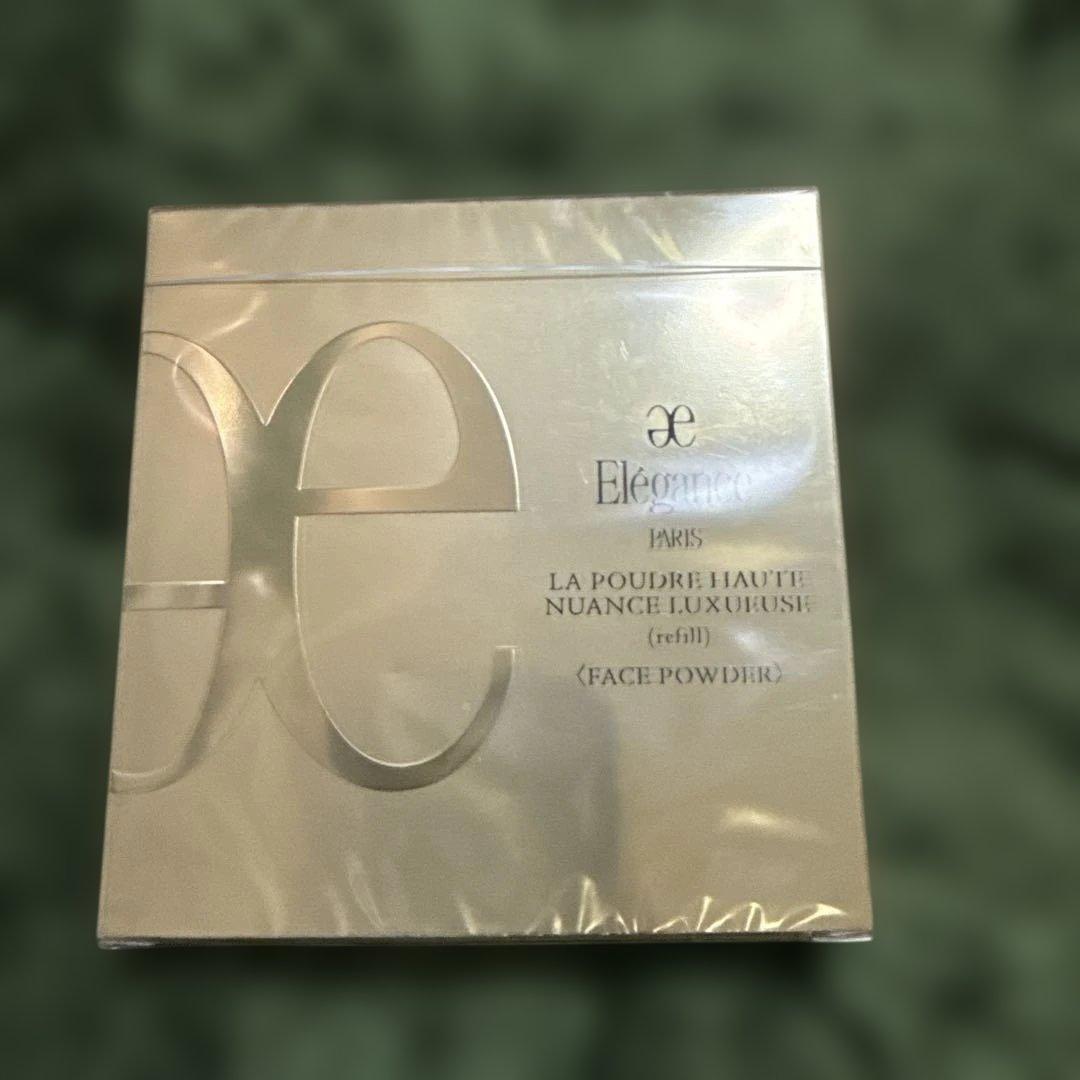 Elégance
PARIS
LA POUDRE HAUTE
NUANCE LUXUEUSE
(refill)
〈FACE POWDER〉